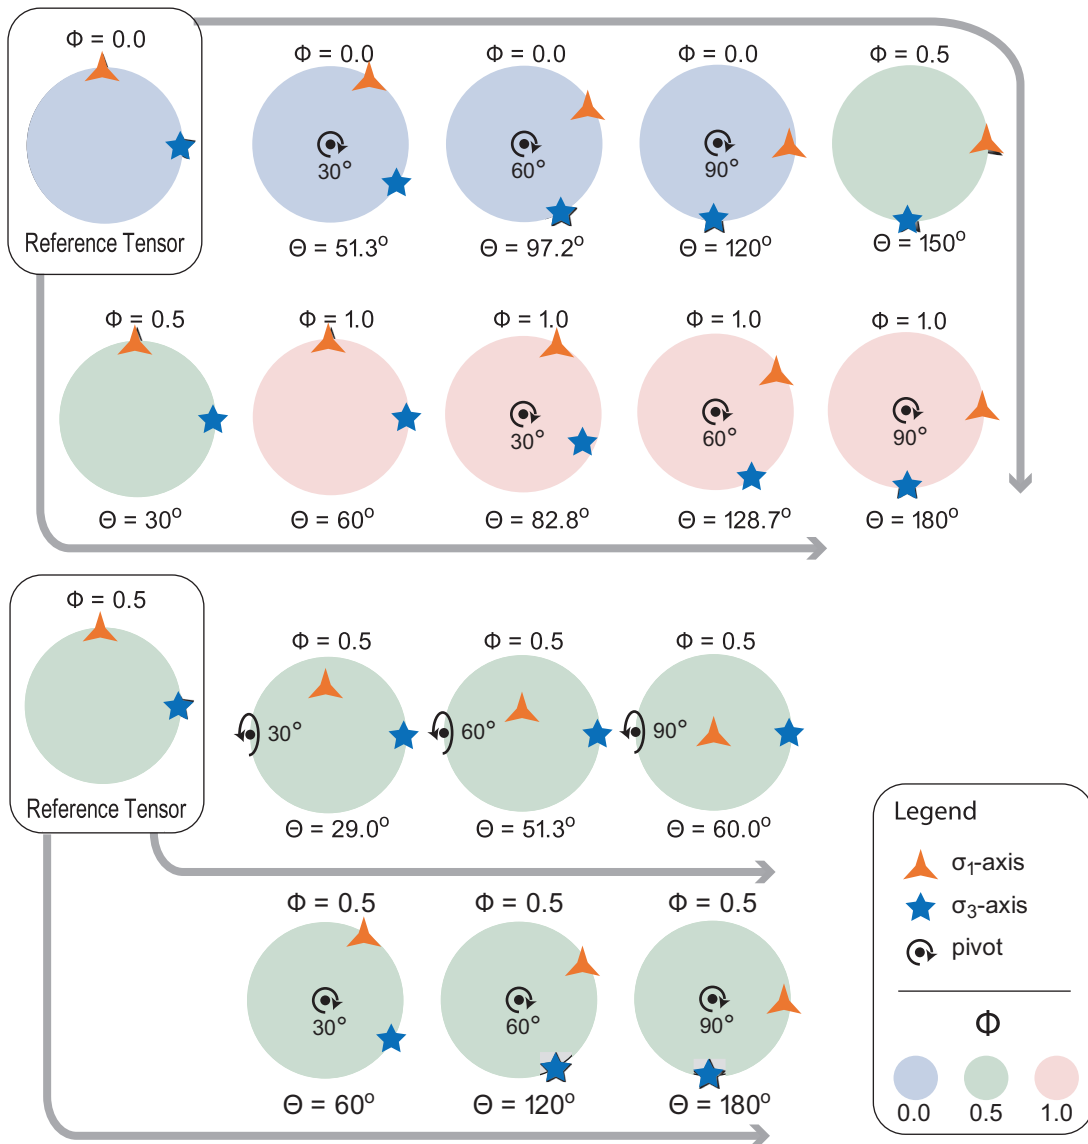 Φ = 0.0
Reference Tensor
Φ = 0.0
30°
Θ = 51.3°
Φ = 0.0
60°
Θ = 97.2°
Φ = 0.0
90°
Θ = 120°
Φ = 0.5
Θ = 150°
Φ = 0.5
Θ = 30°
Φ = 1.0
Θ = 60°
Φ = 1.0
30°
Θ = 82.8°
Φ = 1.0
60°
Θ = 128.7°
Φ = 1.0
90°
Θ = 180°
Φ = 0.5
Reference Tensor
Φ = 0.5
30°
Θ = 29.0°
Φ = 0.5
60°
Θ = 51.3°
Φ = 0.5
90°
Θ = 60.0°
Φ = 0.5
30°
Θ = 60°
Φ = 0.5
60°
Θ = 120°
Φ = 0.5
90°
Θ = 180°
Legend
σ₁-axis
σ₃-axis
pivot
Φ
0.0 0.5 1.0